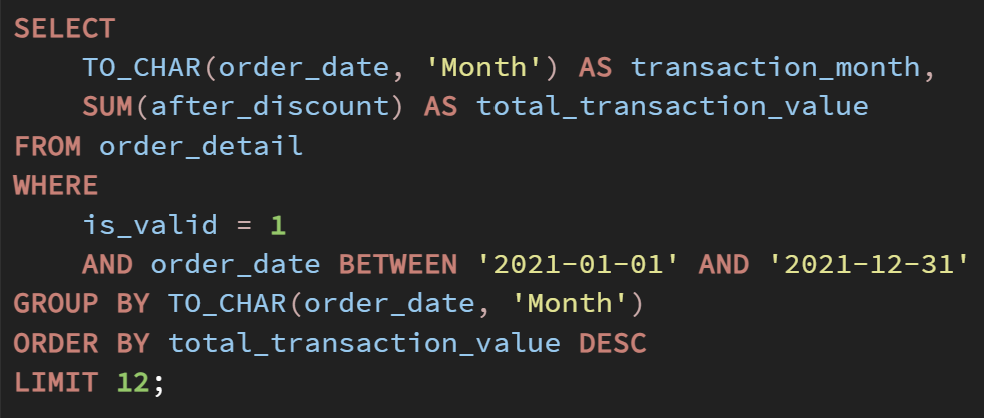 SELECT
    TO_CHAR(order_date, 'Month') AS transaction_month,
    SUM(after_discount) AS total_transaction_value
FROM order_detail
WHERE
    is_valid = 1
    AND order_date BETWEEN '2021-01-01' AND '2021-12-31'
GROUP BY TO_CHAR(order_date, 'Month')
ORDER BY total_transaction_value DESC
LIMIT 12;